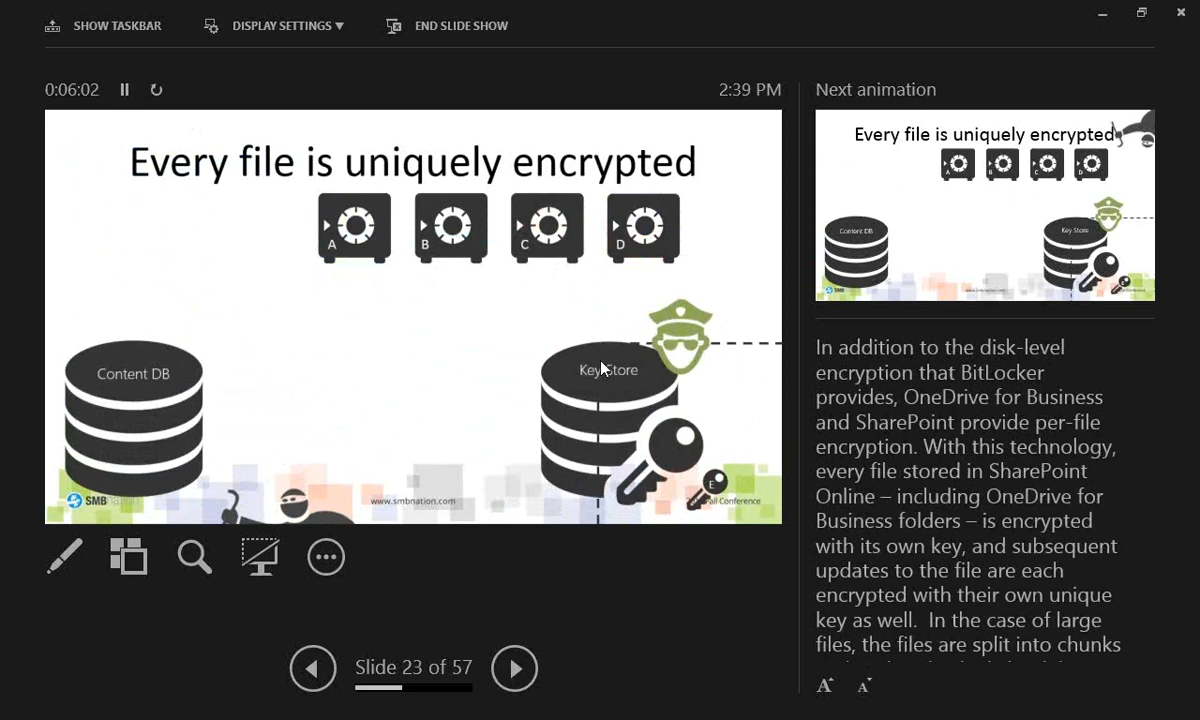 SHOW TASKBAR
DISPLAY SETTINGS ▼
END SLIDE SHOW
0:06:02
2:39 PM
Every file is uniquely encrypted
A B C D
Content DB
Key Store
E
SMB
www.smbnation.com
Fall Conference
Next animation
Every file is uniquely encrypted
A B C D
Content DB
Key Store
In addition to the disk-level
encryption that BitLocker
provides, OneDrive for Business
and SharePoint provide per-file
encryption. With this technology,
every file stored in SharePoint
Online – including OneDrive for
Business folders – is encrypted
with its own key, and subsequent
updates to the file are each
encrypted with their own unique
key as well. In the case of large
files, the files are split into chunks
A A
Slide 23 of 57